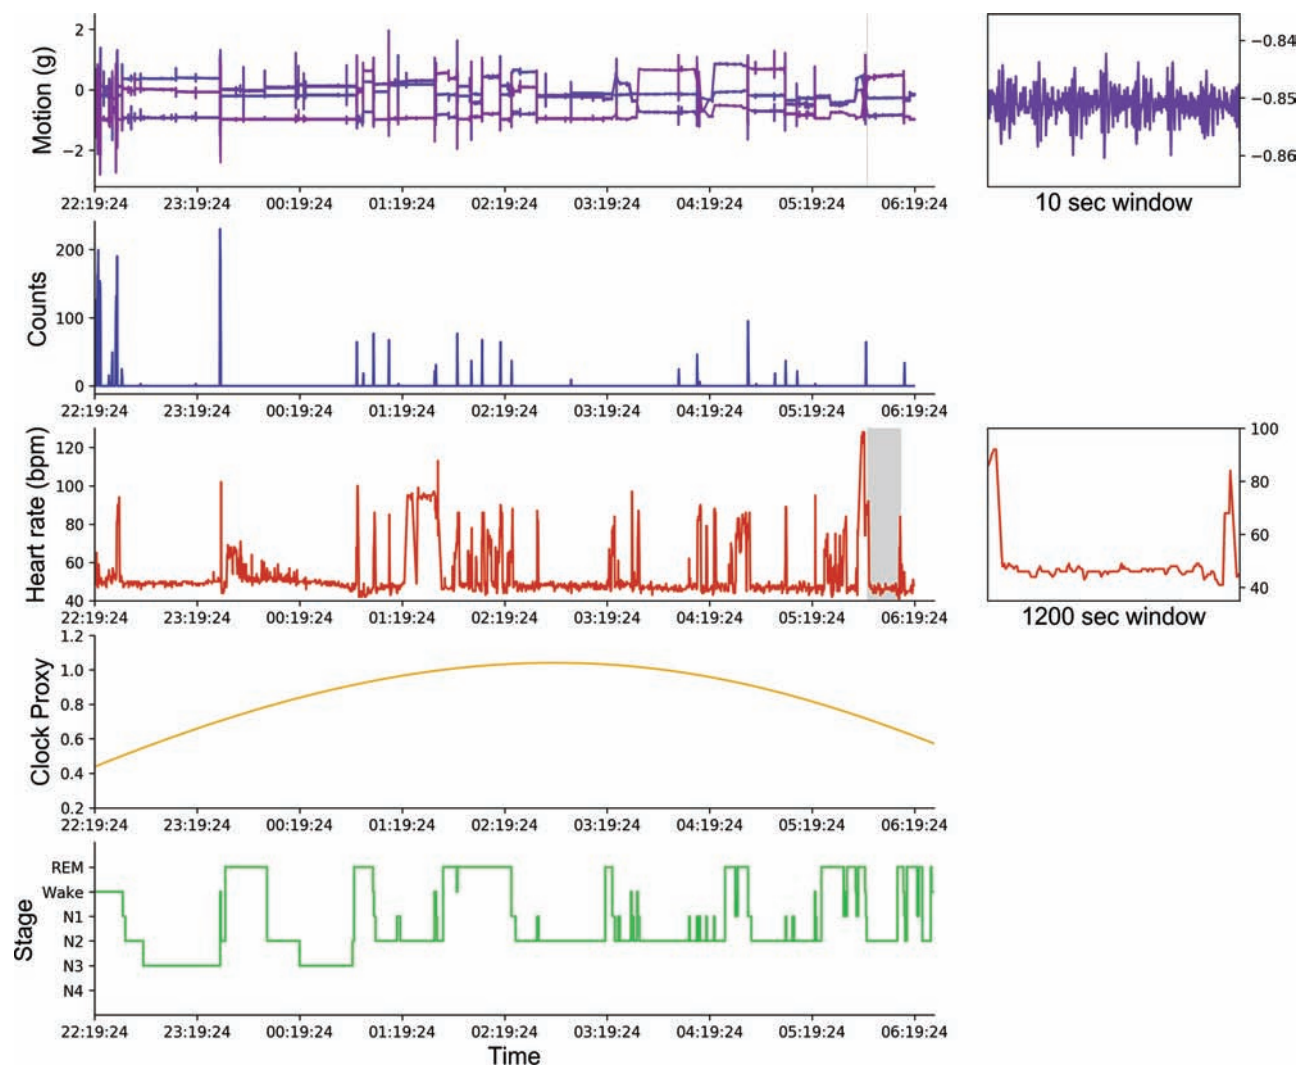 Motion (g)
2
0
−2
22:19:24 23:19:24 00:19:24 01:19:24 02:19:24 03:19:24 04:19:24 05:19:24 06:19:24
−0.84
−0.85
−0.86
10 sec window
Counts
200
100
0
22:19:24 23:19:24 00:19:24 01:19:24 02:19:24 03:19:24 04:19:24 05:19:24 06:19:24
Heart rate (bpm)
120
100
80
60
40
22:19:24 23:19:24 00:19:24 01:19:24 02:19:24 03:19:24 04:19:24 05:19:24 06:19:24
100
80
60
40
1200 sec window
Clock Proxy
1.2
1.0
0.8
0.6
0.4
0.2
22:19:24 23:19:24 00:19:24 01:19:24 02:19:24 03:19:24 04:19:24 05:19:24 06:19:24
Stage
REM
Wake
N1
N2
N3
N4
22:19:24 23:19:24 00:19:24 01:19:24 02:19:24 03:19:24 04:19:24 05:19:24 06:19:24
Time